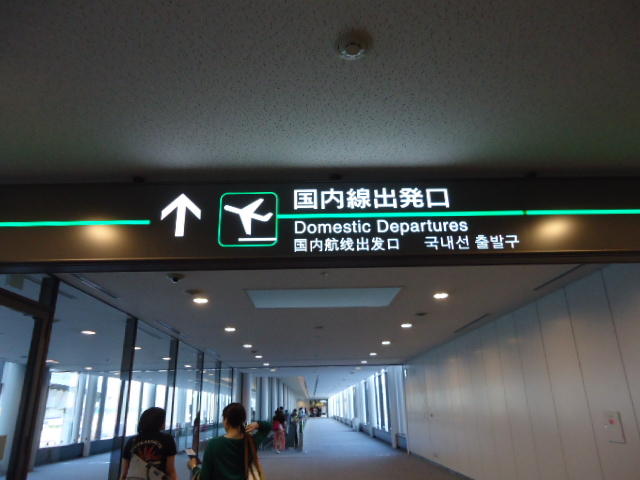 国内線出発口
Domestic Departures
国内航线出发口 국내선 출발구